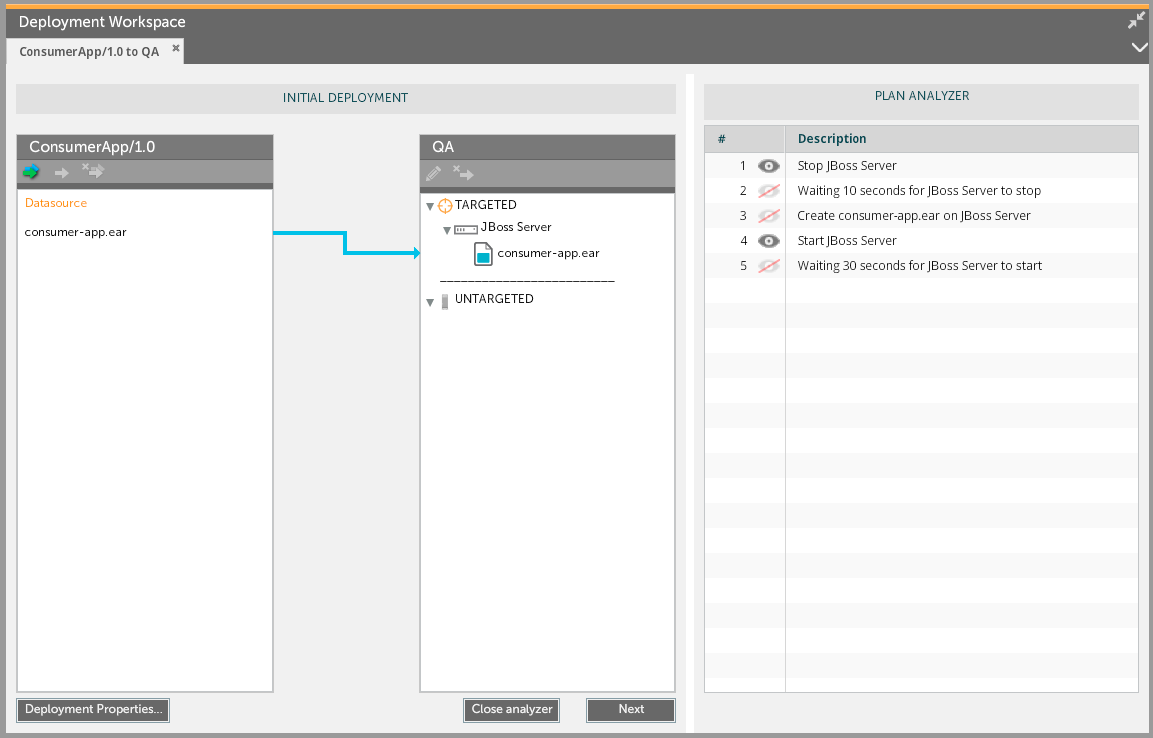 Deployment Workspace
ConsumerApp/1.0 to QA
INITIAL DEPLOYMENT
ConsumerApp/1.0
Datasource
consumer-app.ear
QA
TARGETED
JBoss Server
consumer-app.ear
UNTARGETED
Deployment Properties...
Close analyzer
Next
PLAN ANALYZER
# Description
1 Stop JBoss Server
2 Waiting 10 seconds for JBoss Server to stop
3 Create consumer-app.ear on JBoss Server
4 Start JBoss Server
5 Waiting 30 seconds for JBoss Server to start